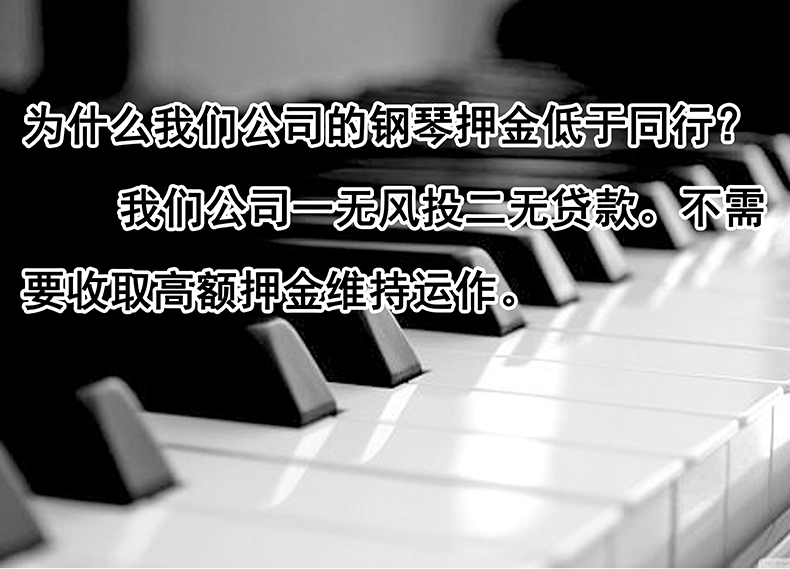 为什么我们公司的钢琴押金低于同行？
我们公司一无风投二无贷款。不需
要收取高额押金维持运作。